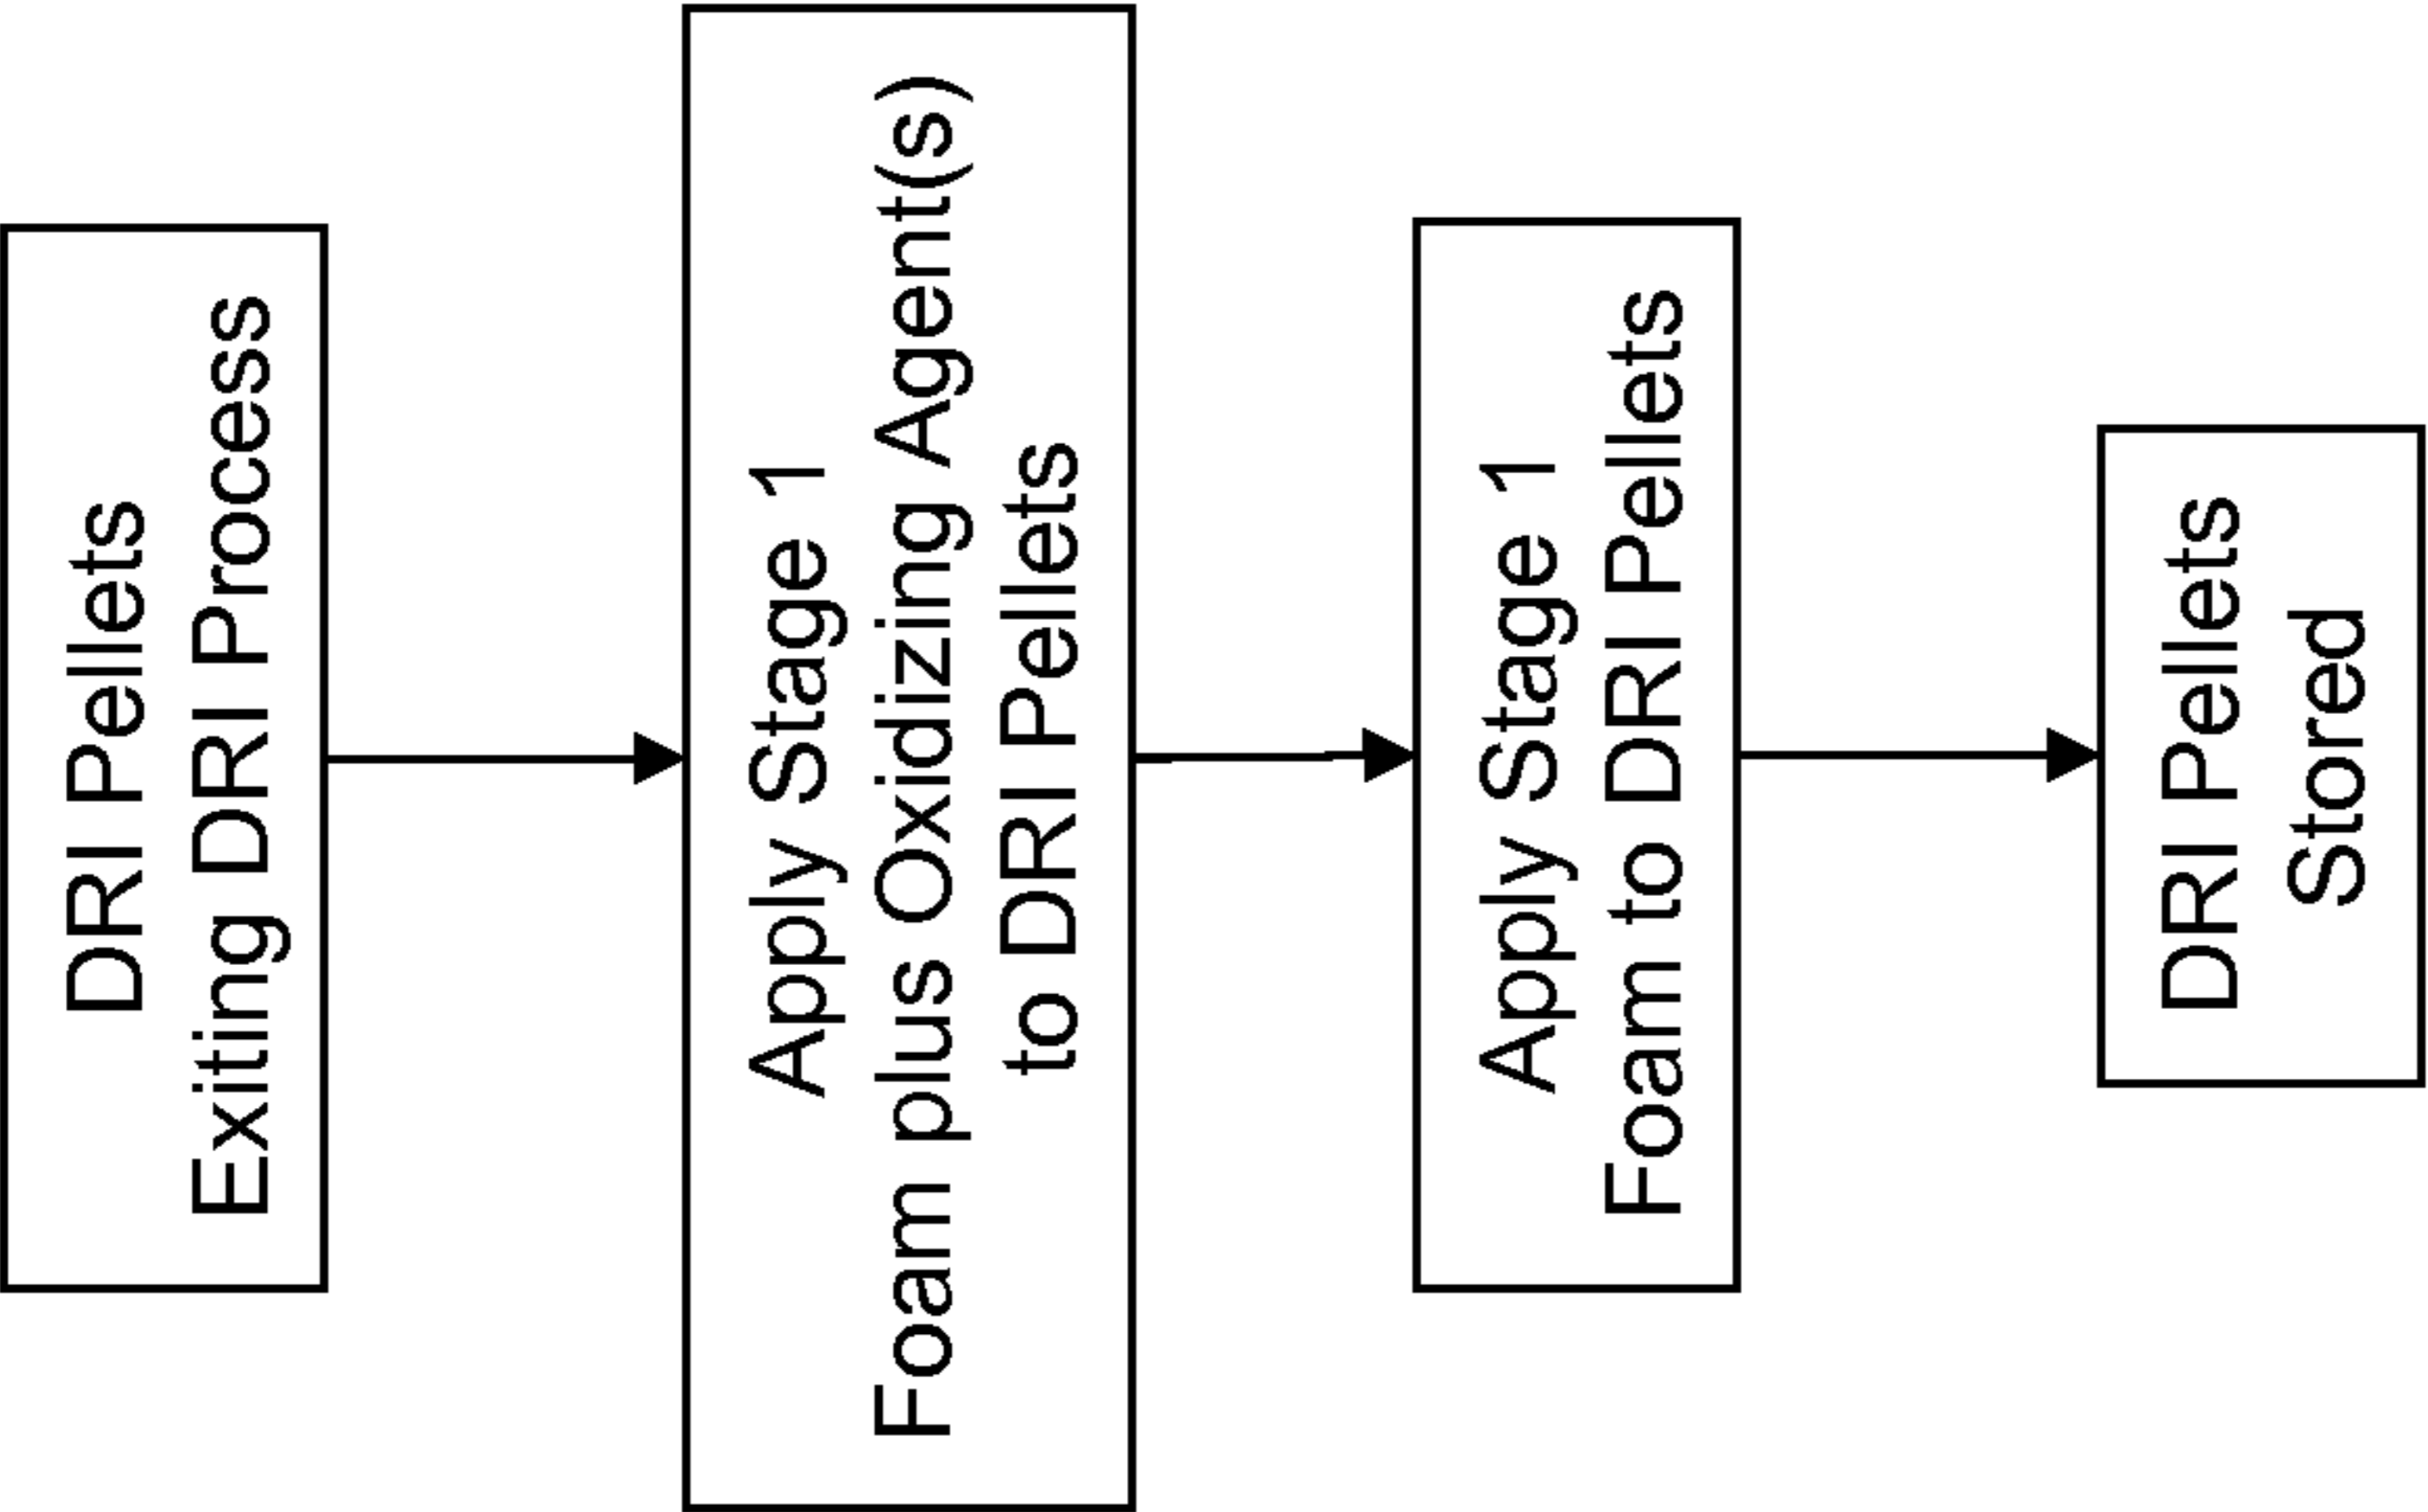 DRI Pellets
Exiting DRI Process
Apply Stage 1
Foam plus Oxidizing Agent(s)
to DRI Pellets
Apply Stage 1
Foam to DRI Pellets
DRI Pellets
Stored